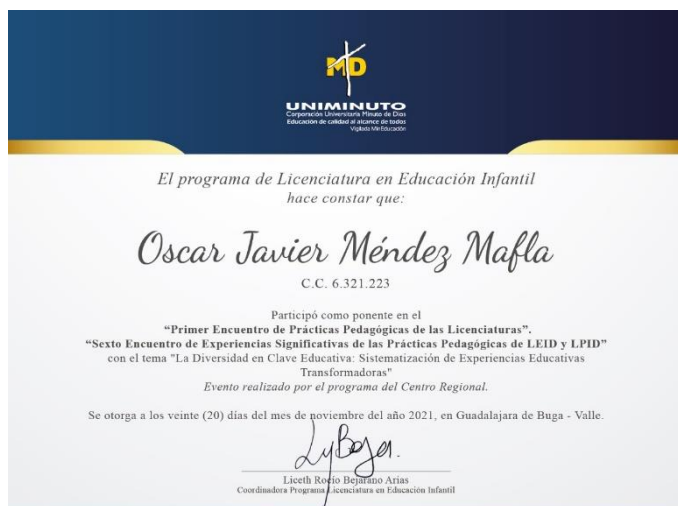 MD
UNIMINUTO
Corporación Universitaria Minuto de Dios
Educación de calidad al alcance de todos
Vigilada MinEducación
El programa de Licenciatura en Educación Infantil
hace constar que:
Oscar Javier Méndez Mafla
C.C. 6.321.223
Participó como ponente en el
“Primer Encuentro de Prácticas Pedagógicas de las Licenciaturas”.
“Sexto Encuentro de Experiencias Significativas de las Prácticas Pedagógicas de LEID y LPID”
con el tema "La Diversidad en Clave Educativa: Sistematización de Experiencias Educativas
Transformadoras"
Evento realizado por el programa del Centro Regional.
Se otorga a los veinte (20) días del mes de noviembre del año 2021, en Guadalajara de Buga - Valle.
Liceth Rocío Bejarano Arias
Coordinadora Programa Licenciatura en Educación Infantil